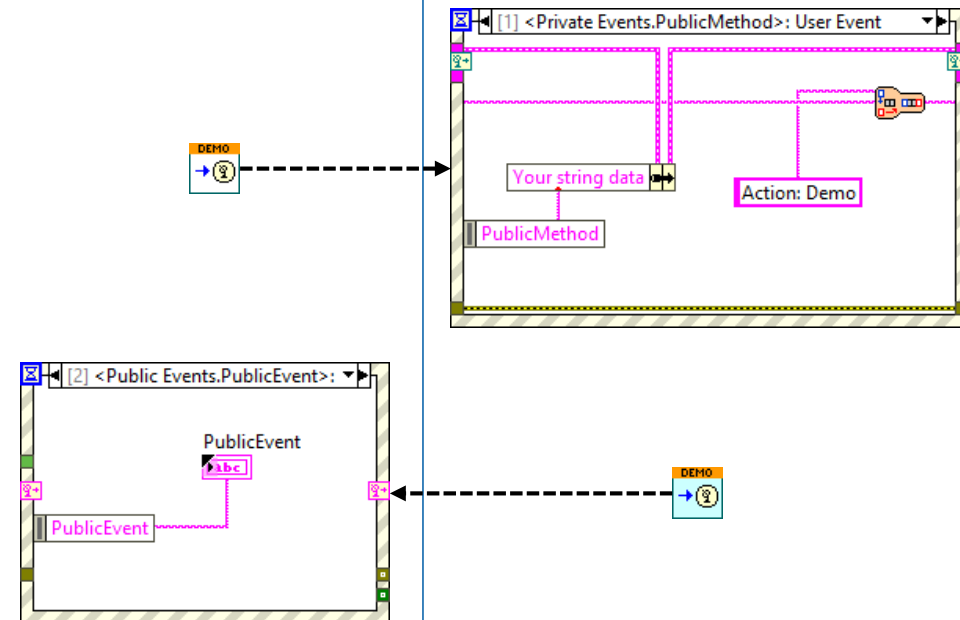 [1] <Private Events.PublicMethod>: User Event
DEMO
Your string data
Action: Demo
PublicMethod
[2] <Public Events.PublicEvent>:
PublicEvent
abc
DEMO
PublicEvent